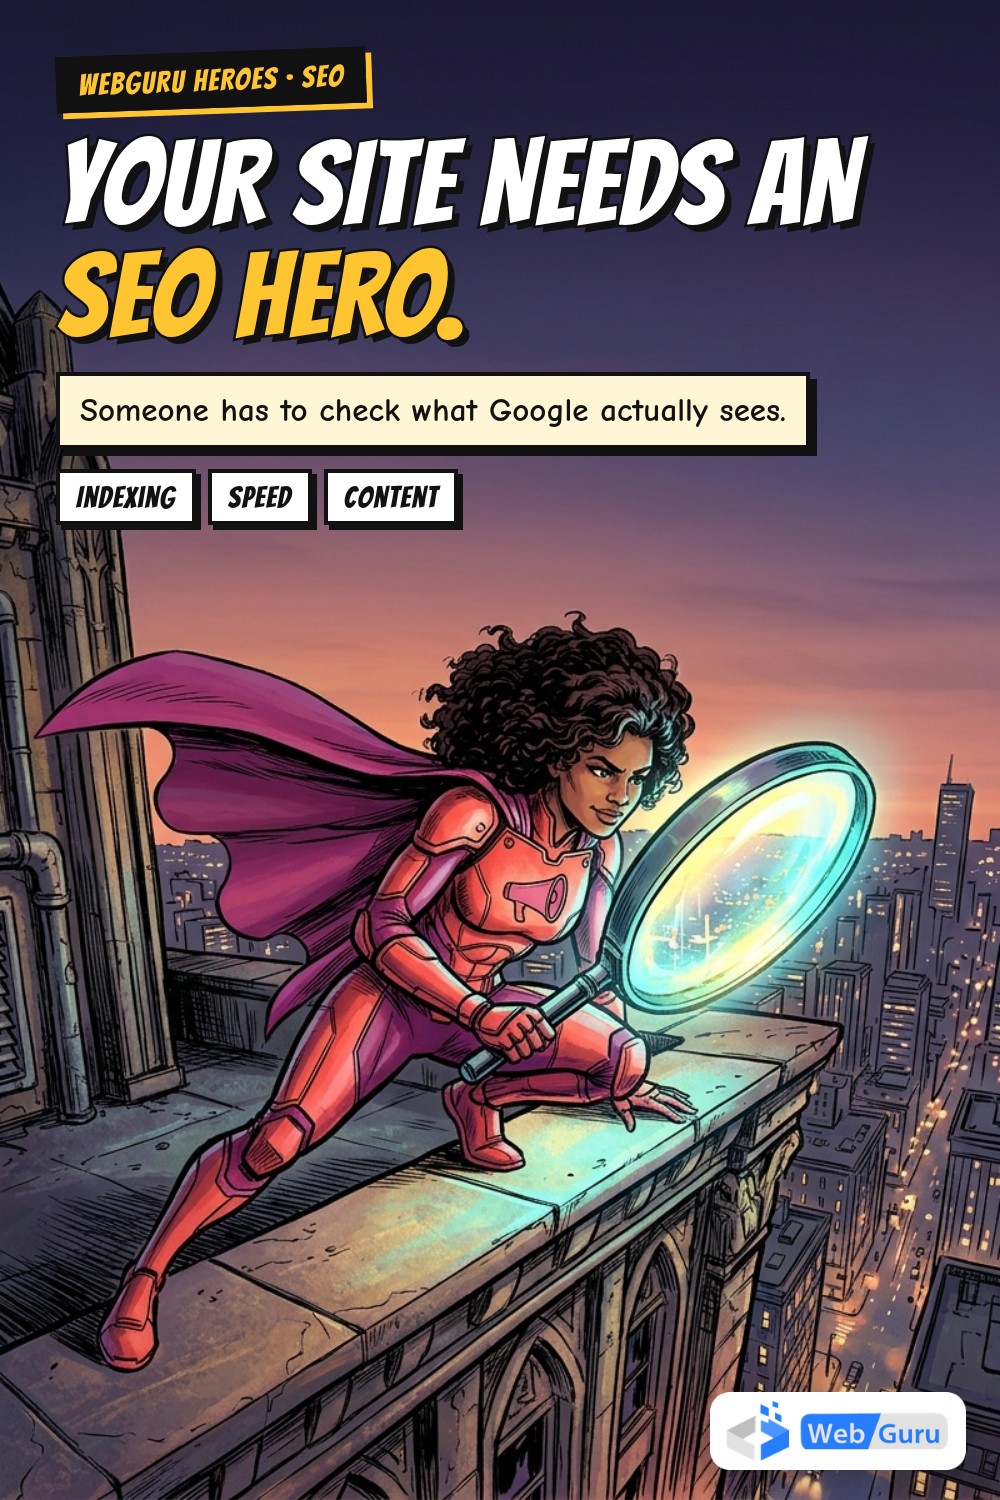 WEBGURU HEROES · SEO
YOUR SITE NEEDS AN
SEO HERO.
Someone has to check what Google actually sees.
INDEXING SPEED CONTENT
Web Guru